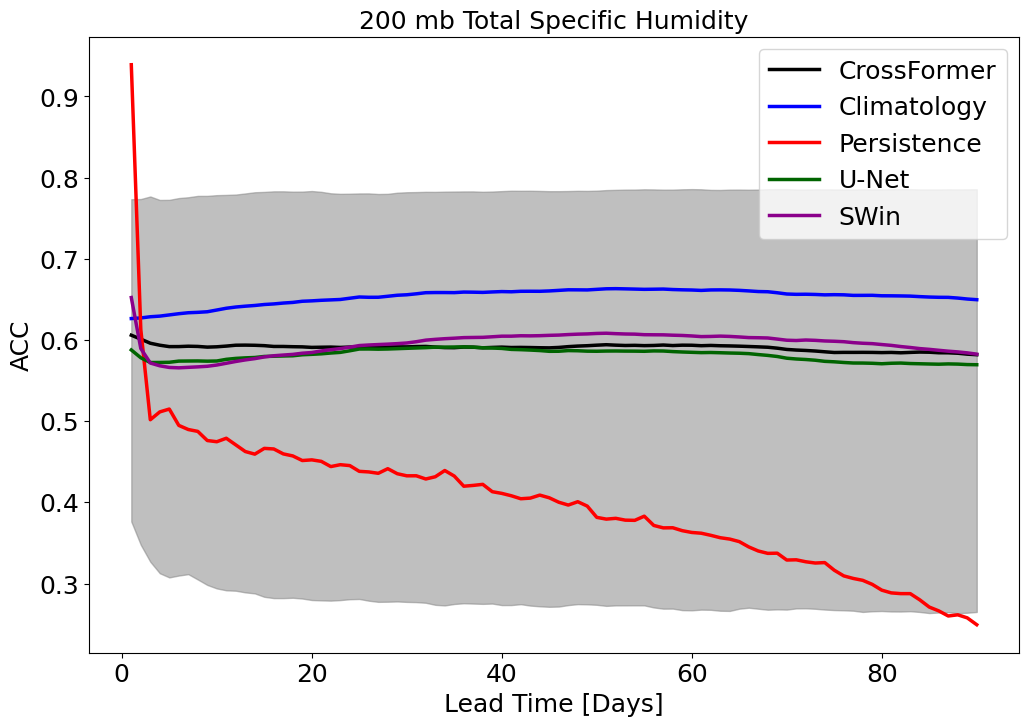 200 mb Total Specific Humidity
CrossFormer
Climatology
Persistence
U-Net
SWin
ACC
0.9
0.8
0.7
0.6
0.5
0.4
0.3
0
20
40
60
80
Lead Time [Days]